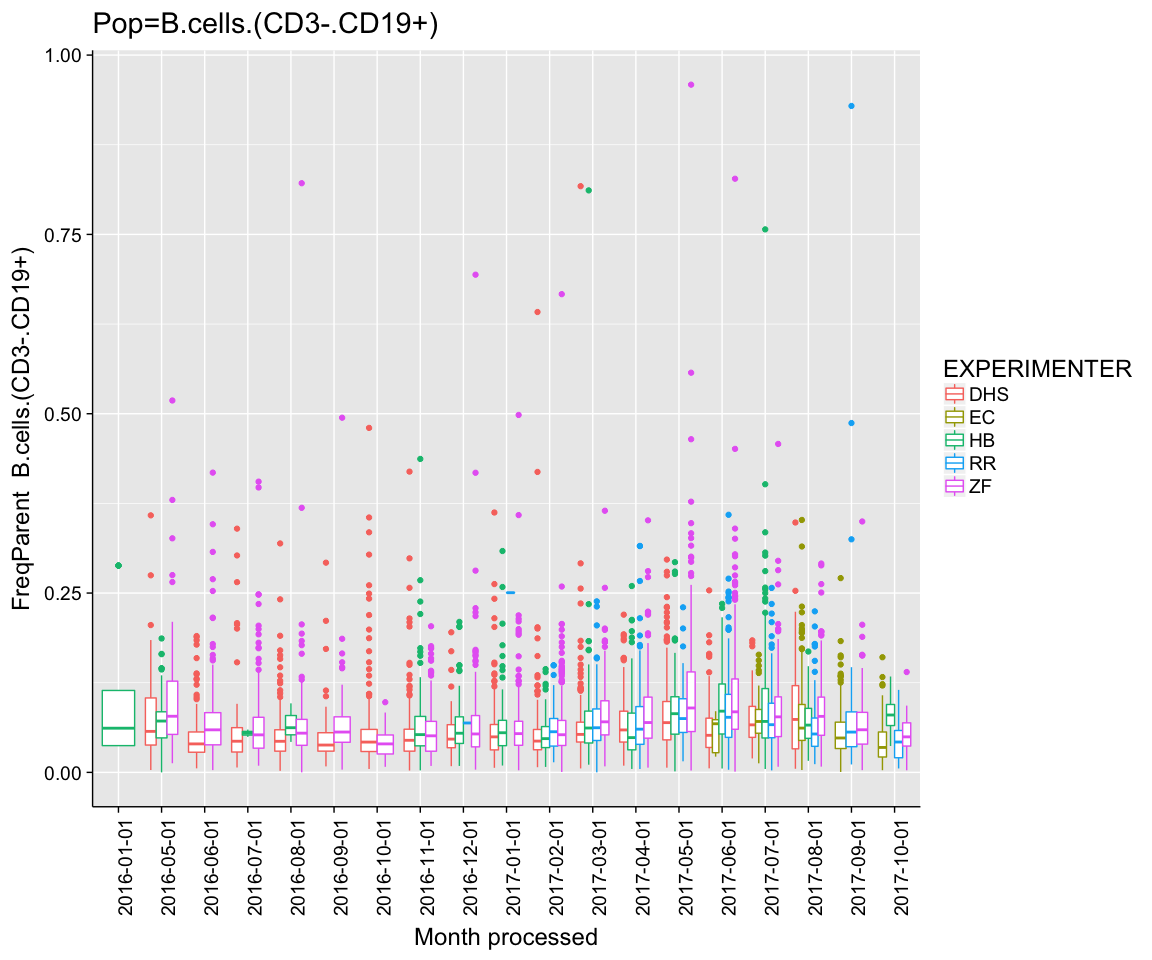 Pop=B.cells.(CD3-.CD19+)
FreqParent  B.cells.(CD3-.CD19+)
1.00
0.75
0.50
0.25
0.00
2016-01-01
2016-05-01
2016-06-01
2016-07-01
2016-08-01
2016-09-01
2016-10-01
2016-11-01
2016-12-01
2017-01-01
2017-02-01
2017-03-01
2017-04-01
2017-05-01
2017-06-01
2017-07-01
2017-08-01
2017-09-01
2017-10-01
Month processed
EXPERIMENTER
DHS
EC
HB
RR
ZF